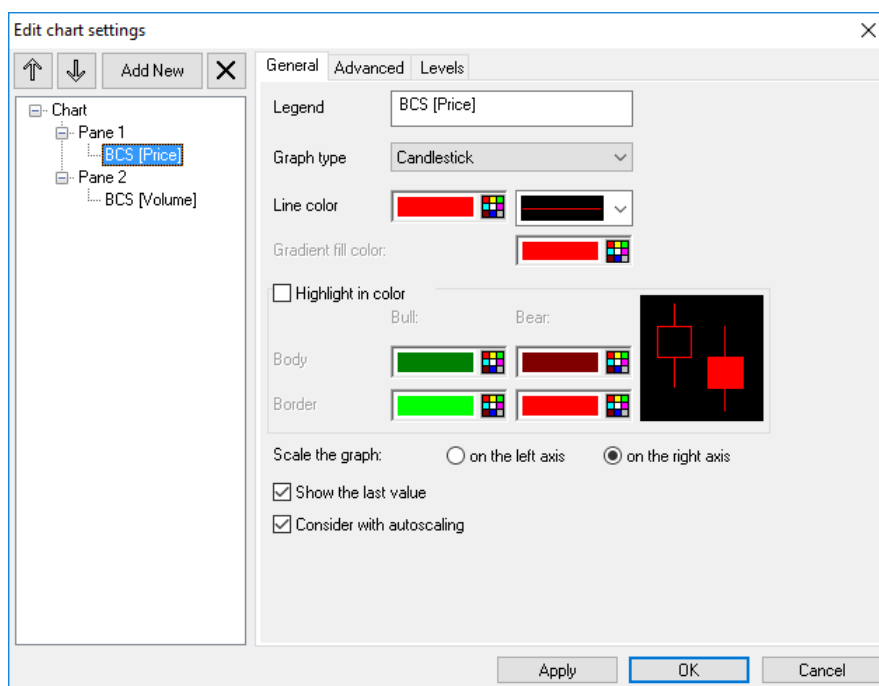 Edit chart settings
Add New
Chart
Pane 1
BCS [Price]
Pane 2
BCS [Volume]
General Advanced Levels
Legend BCS [Price]
Graph type Candlestick
Line color
Gradient fill color:
Highlight in color
Bull: Bear:
Body
Border
Scale the graph: on the left axis on the right axis
Show the last value
Consider with autoscaling
Apply OK Cancel